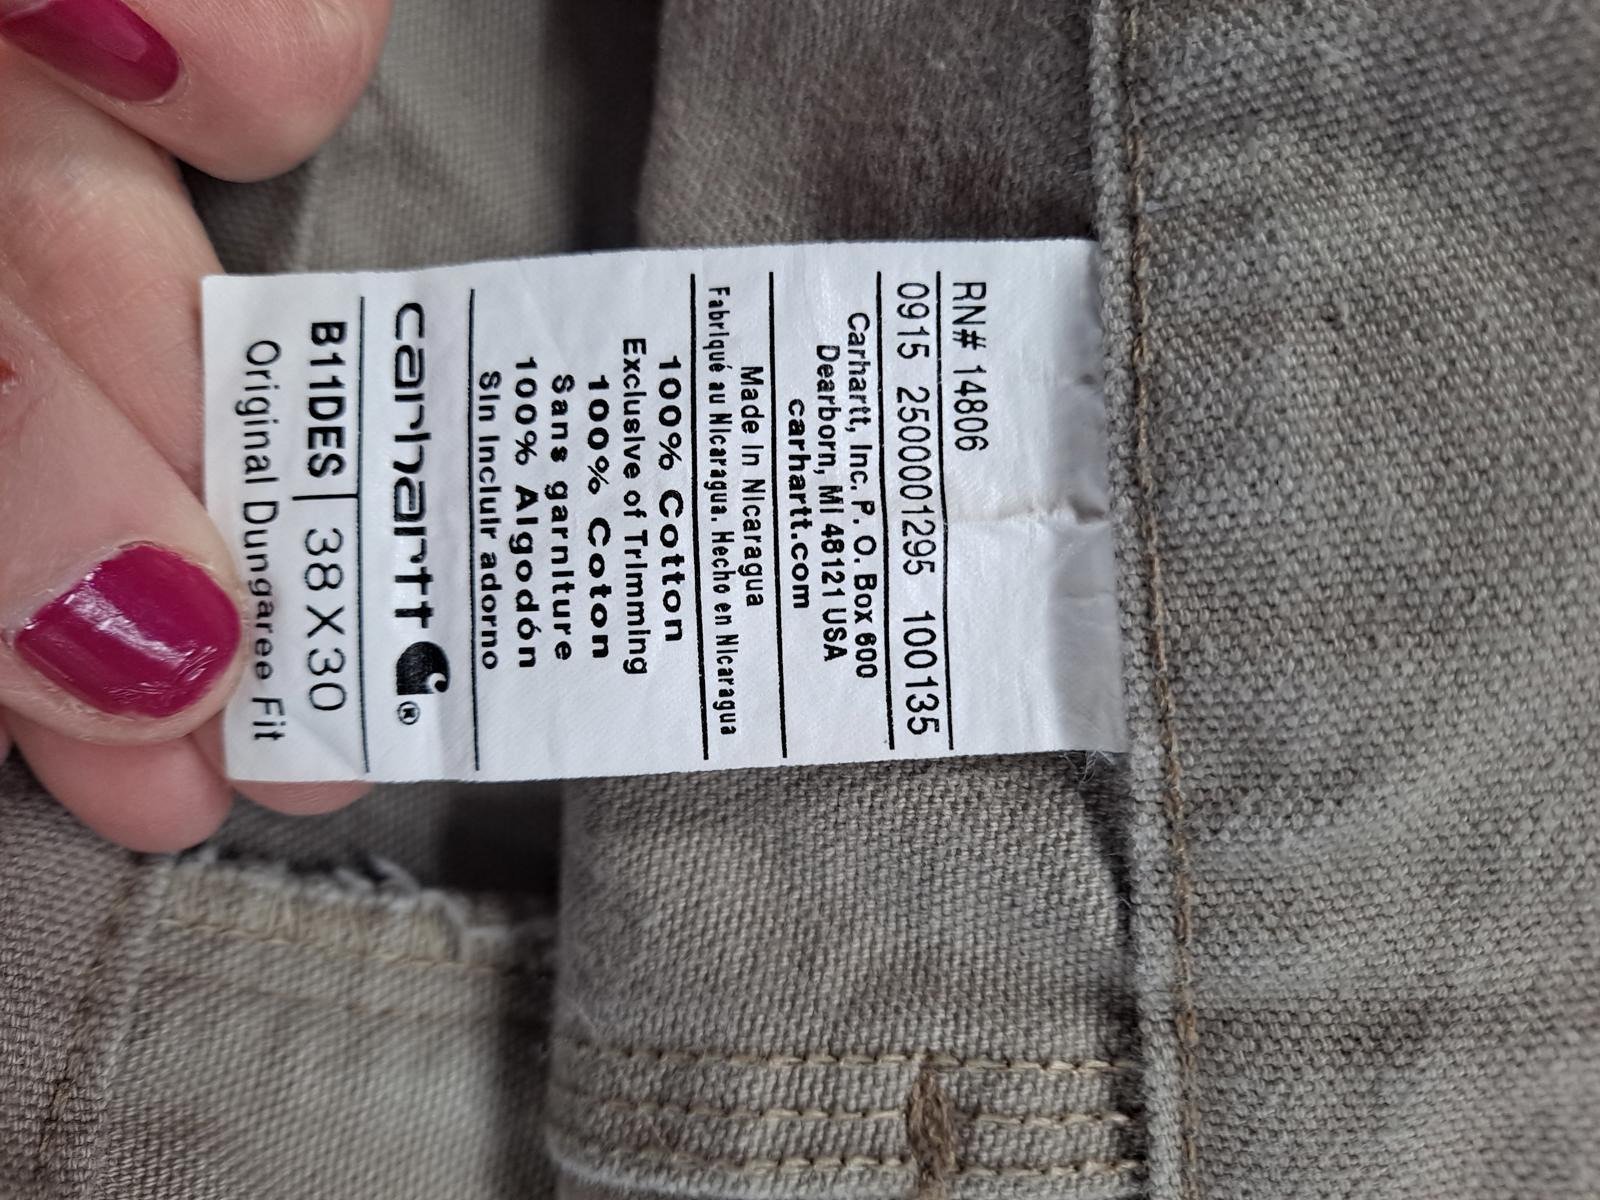 RN# 14806
0915 2500001295 100135
Carhartt, Inc. P. O. Box 600
Dearborn, MI 48121 USA
carhartt.com
Made In Nicaragua
Fabriqué au Nicaragua. Hecho en Nicaragua
100% Cotton
Exclusive of Trimming
100% Coton
Sans garniture
100% Algodón
Sin Incluir adorno
carhartt ®
B11DES | 38 X 30
Original Dungaree Fit